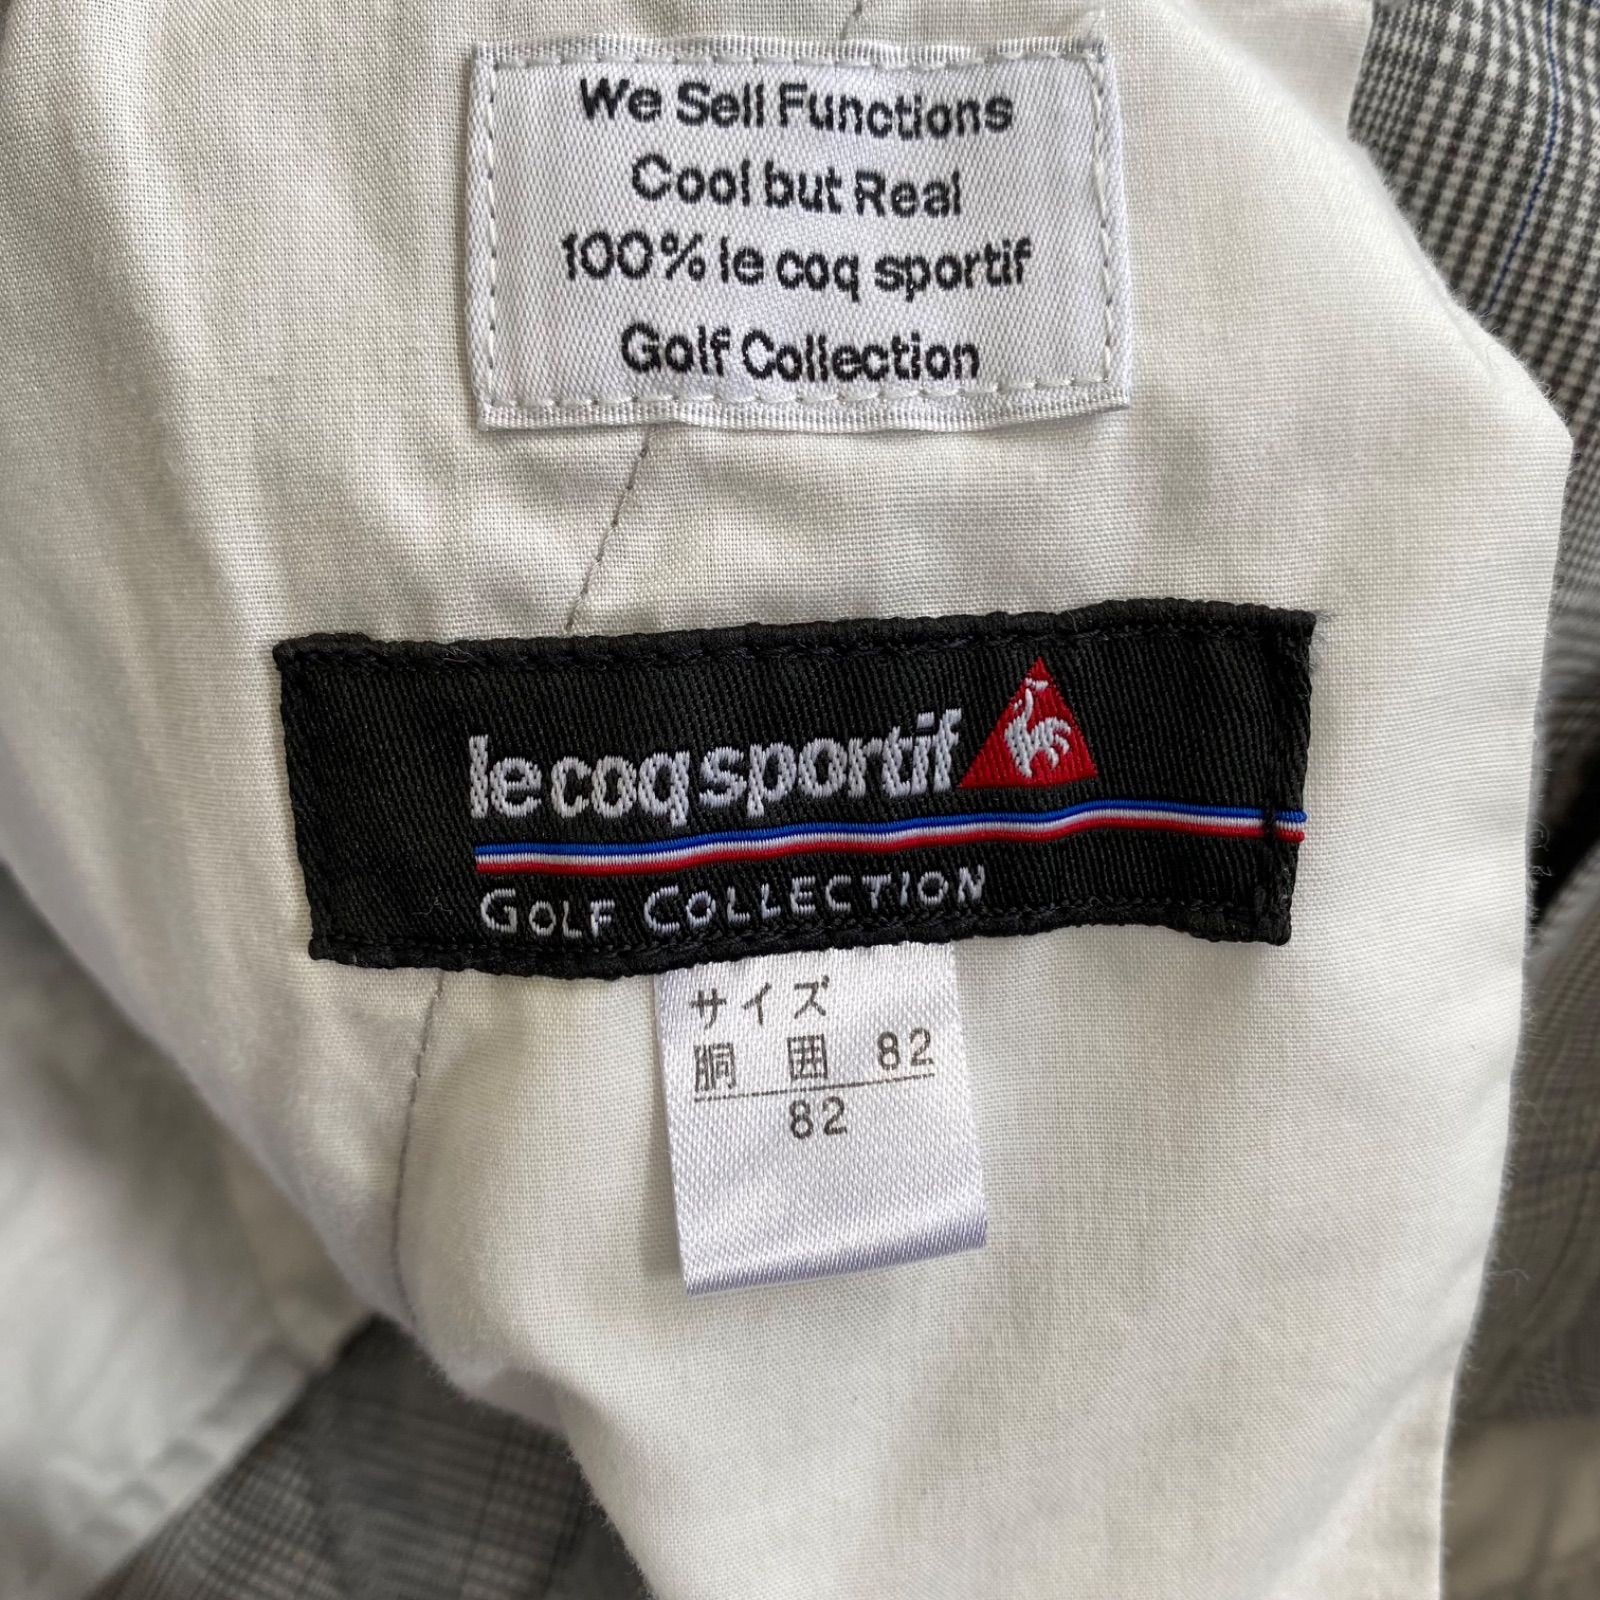 We Sell Functions
Cool but Real
100% le coq sportif
Golf Collection
le coq sportif
GOLF COLLECTION
サイズ
胴 囲 82
82